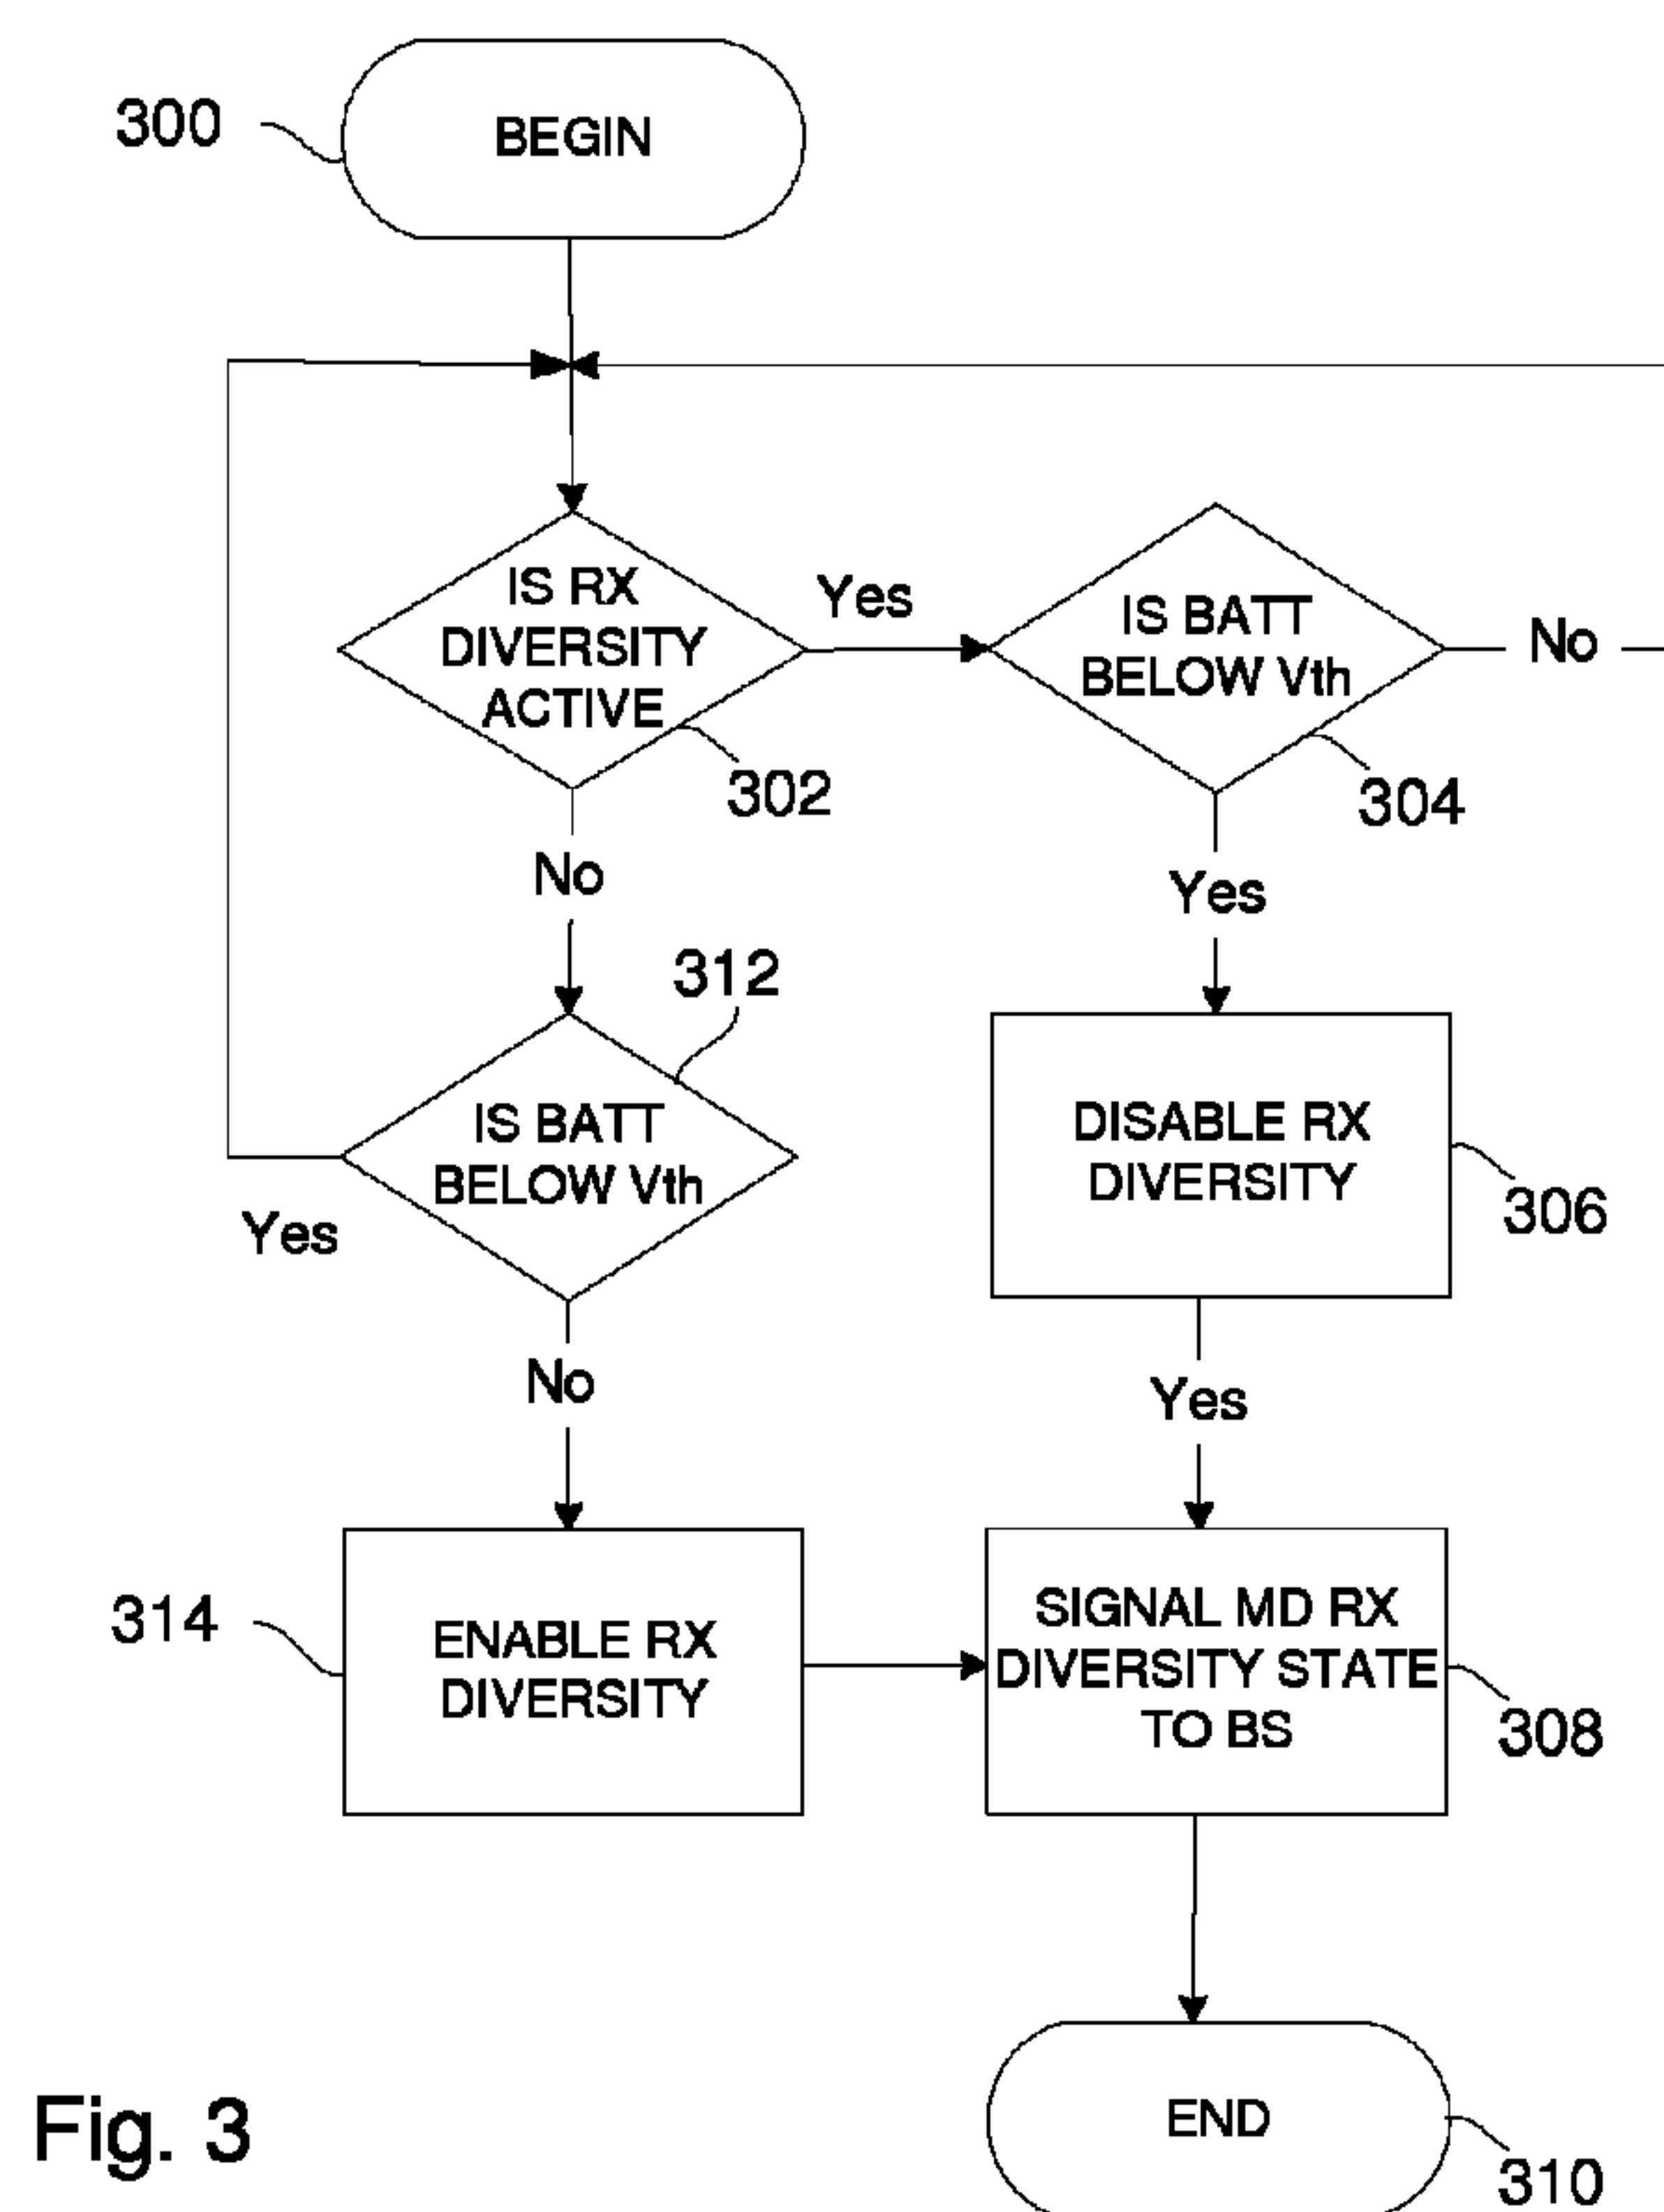 300
BEGIN
IS RX
DIVERSITY
ACTIVE
302
Yes
IS BATT
BELOW Vth
304
No
No
Yes
312
IS BATT
BELOW Vth
Yes
DISABLE RX
DIVERSITY
306
No
Yes
314
ENABLE RX
DIVERSITY
SIGNAL MD RX
DIVERSITY STATE
TO BS
308
END
310
Fig. 3